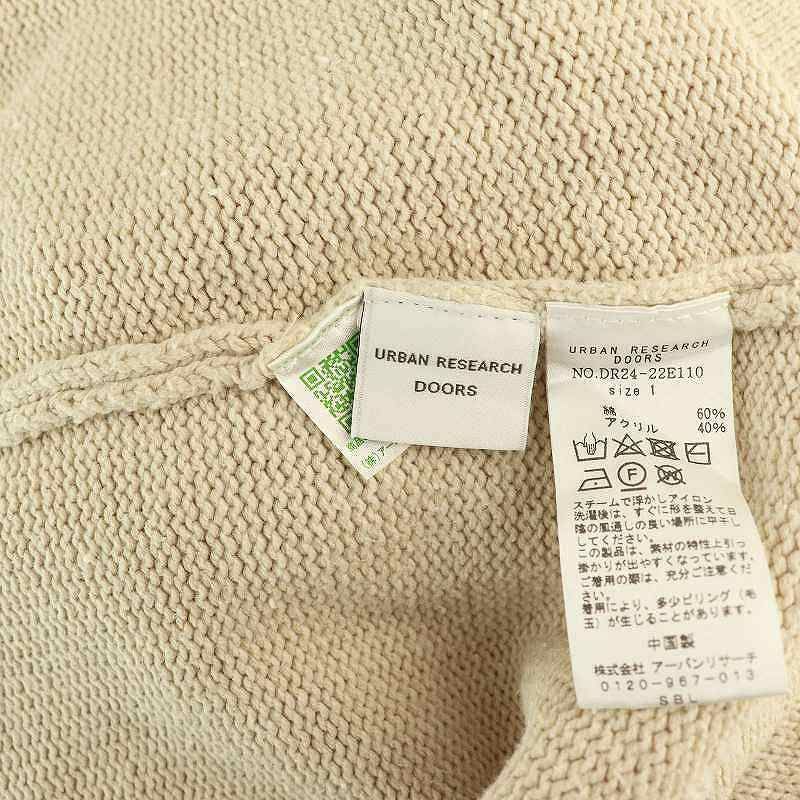 URBAN RESEARCH
DOORS
URBAN RESEARCH
DOORS
NO.DR24-22E110
size 1
綿 60%
アクリル 40%
F
W
スチームで浮かしアイロン
洗濯後は、すぐに形を整えて日
陰の風通しの良い場所に平干し
してください。
この製品は、素材の特性上引っ
掛かりが出やすくなっています。
ご着用の際は、充分ご注意くだ
さい。
着用により、多少ピリング(毛
玉)が生じることがあります。
中国製
株式会社 アーバンリサーチ
0120-967-013
SBL